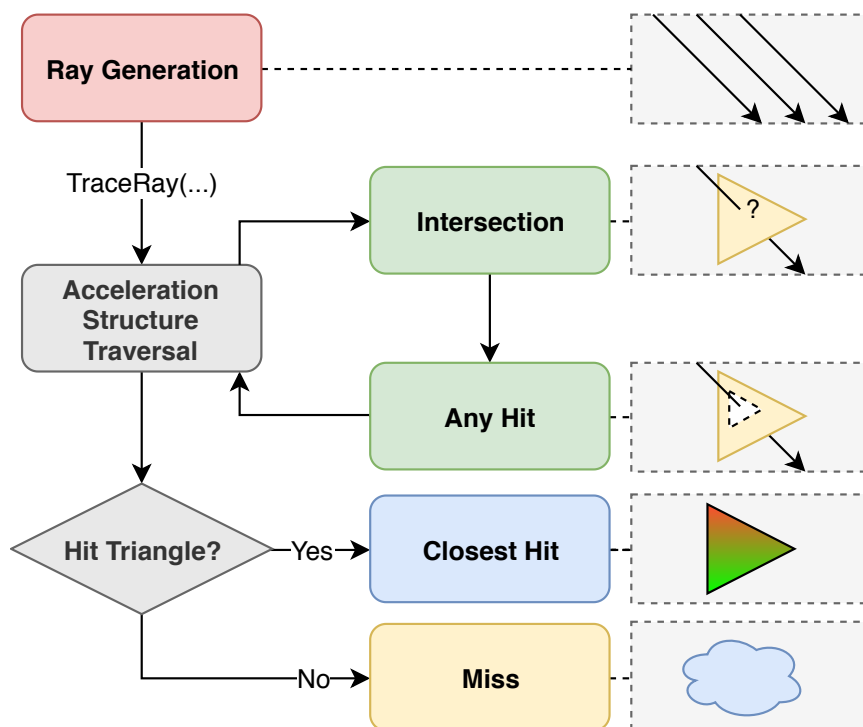 Ray Generation
TraceRay(...)
Intersection
?
Acceleration
Structure
Traversal
Any Hit
Hit Triangle?
Yes
Closest Hit
No
Miss